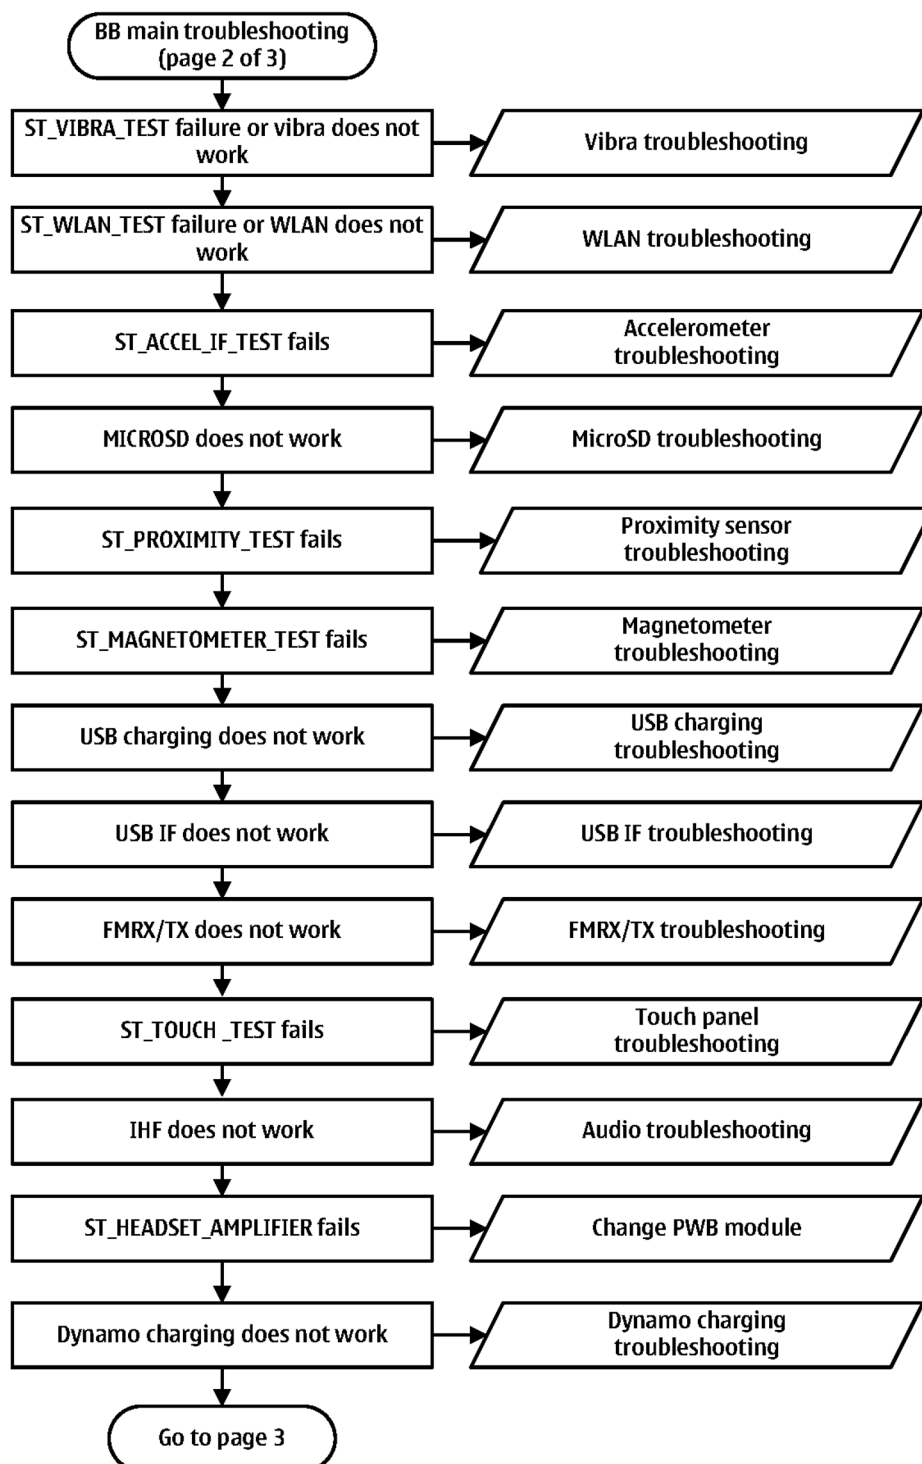 BB main troubleshooting
(page 2 of 3)
ST_VIBRA_TEST failure or vibra does not
work
Vibra troubleshooting
ST_WLAN_TEST failure or WLAN does not
work
WLAN troubleshooting
ST_ACCEL_IF_TEST fails
Accelerometer
troubleshooting
MICROSD does not work
MicroSD troubleshooting
ST_PROXIMITY_TEST fails
Proximity sensor
troubleshooting
ST_MAGNETOMETER_TEST fails
Magnetometer
troubleshooting
USB charging does not work
USB charging
troubleshooting
USB IF does not work
USB IF troubleshooting
FMRX/TX does not work
FMRX/TX troubleshooting
ST_TOUCH _TEST fails
Touch panel
troubleshooting
IHF does not work
Audio troubleshooting
ST_HEADSET_AMPLIFIER fails
Change PWB module
Dynamo charging does not work
Dynamo charging
troubleshooting
Go to page 3